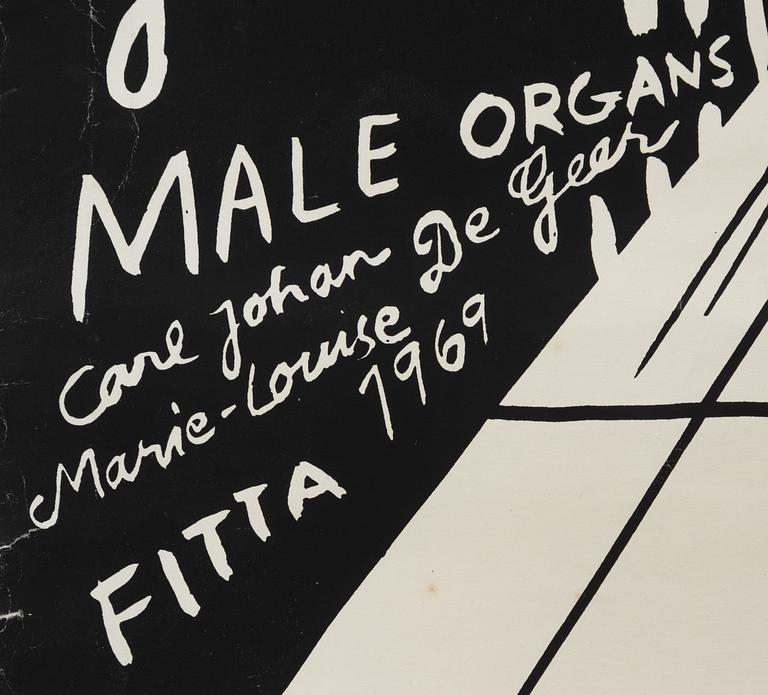 MALE ORGANS
Carl Johan De Geer
Marie-Louise
1969
FITTA